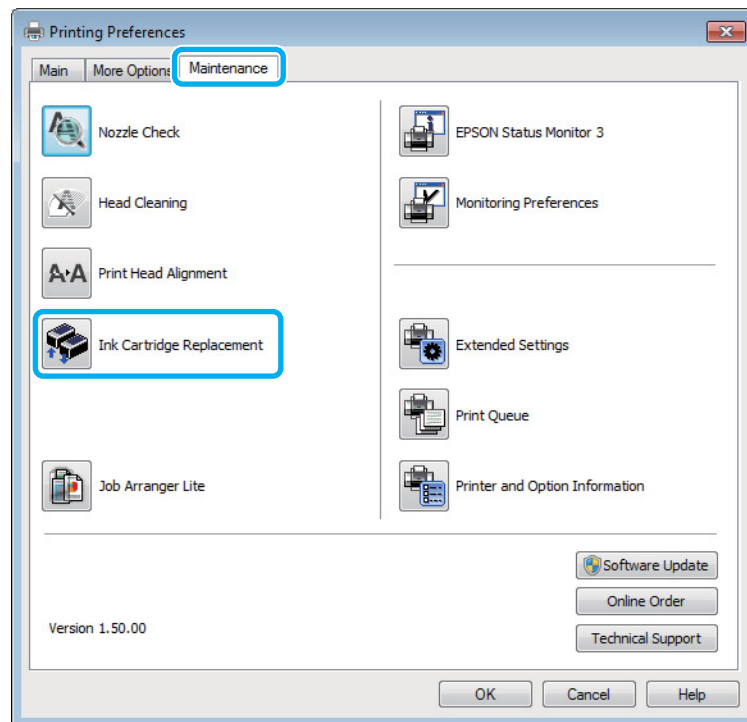 Printing Preferences
Main
More Options
Maintenance
Nozzle Check
Head Cleaning
A▸A Print Head Alignment
Ink Cartridge Replacement
Job Arranger Lite
EPSON Status Monitor 3
Monitoring Preferences
Extended Settings
Print Queue
Printer and Option Information
Software Update
Online Order
Technical Support
Version 1.50.00
OK
Cancel
Help